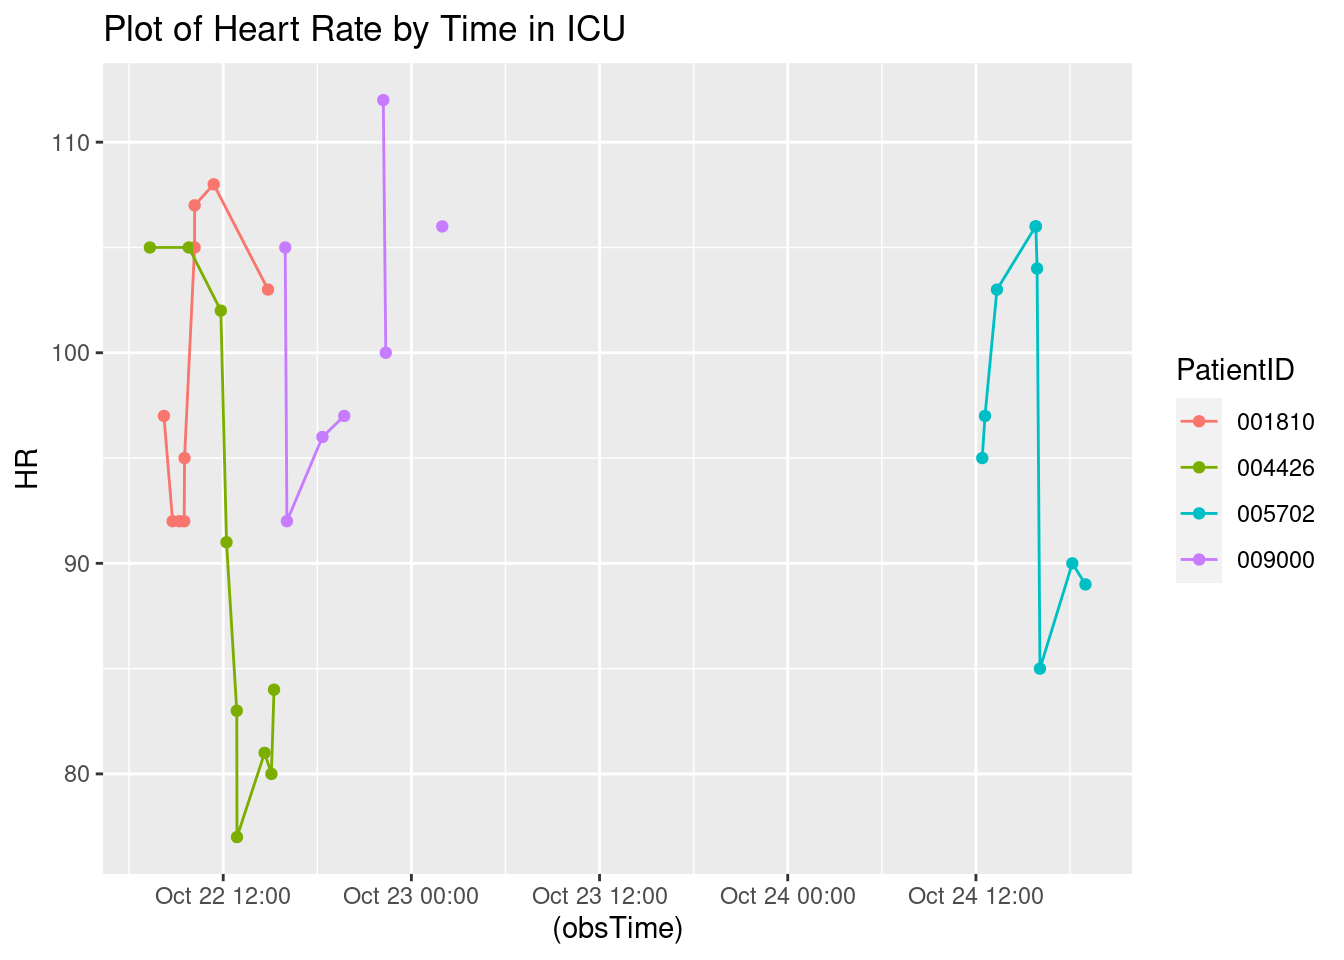 Plot of Heart Rate by Time in ICU
110
100
90
80
HR
Oct 22 12:00
Oct 23 00:00
Oct 23 12:00
Oct 24 00:00
Oct 24 12:00
(obsTime)
PatientID
001810
004426
005702
009000